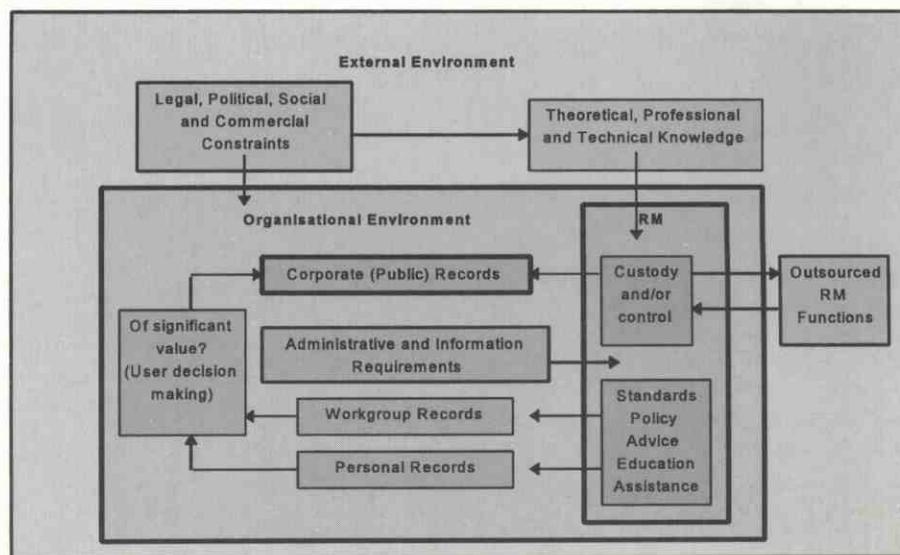 External Environment
Legal, Political, Social
and Commercial
Constraints
Theoretical, Professional
and Technical Knowledge
Organisational Environment
RM
Corporate (Public) Records
Custody
and/or
control
Outsourced
RM
Functions
Of significant
value?
(User decision
making)
Administrative and Information
Requirements
Workgroup Records
Personal Records
Standards
Policy
Advice
Education
Assistance